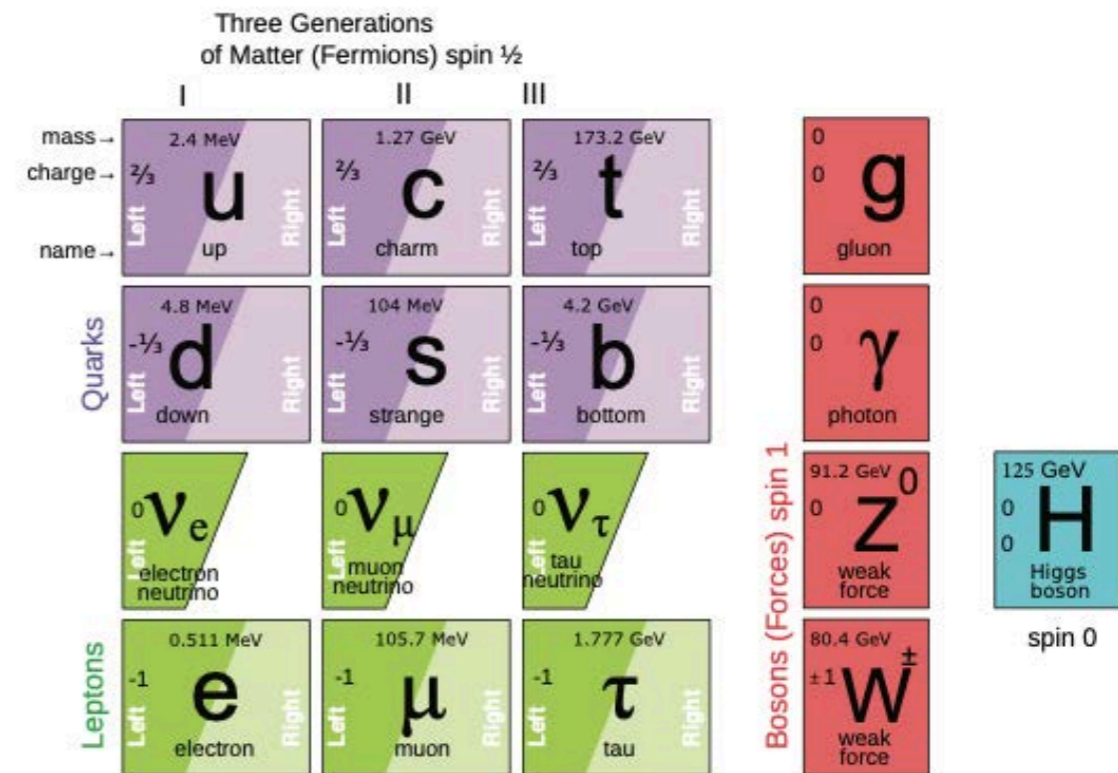 Three Generations
of Matter (Fermions) spin ½
I II III
mass→
charge→
name→
2.4 MeV
⅔
u
Left
Right
up
1.27 GeV
⅔
c
Left
Right
charm
173.2 GeV
⅔
t
Left
Right
top
0
0
g
gluon
Quarks
4.8 MeV
-⅓
d
Left
Right
down
104 MeV
-⅓
s
Left
Right
strange
4.2 GeV
-⅓
b
Left
Right
bottom
0
0
γ
photon
0
νe
Left
electron
neutrino
0
νμ
Left
muon
neutrino
0
ντ
Left
tau
neutrino
Bosons (Forces) spin 1
91.2 GeV
0
Z0
weak
force
125 GeV
0
0
H
Higgs
boson
spin 0
Leptons
0.511 MeV
-1
e
Left
Right
electron
105.7 MeV
-1
μ
Left
Right
muon
1.777 GeV
-1
τ
Left
Right
tau
80.4 GeV
±1
W±
weak
force